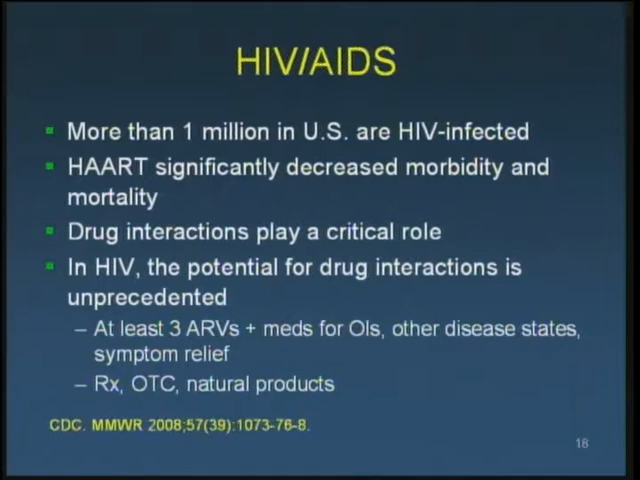 HIV/AIDS
More than 1 million in U.S. are HIV-infected
HAART significantly decreased morbidity and
mortality
Drug interactions play a critical role
In HIV, the potential for drug interactions is
unprecedented
– At least 3 ARVs + meds for OIs, other disease states,
symptom relief
– Rx, OTC, natural products
CDC. MMWR 2008;57(39):1073-76-8.
18